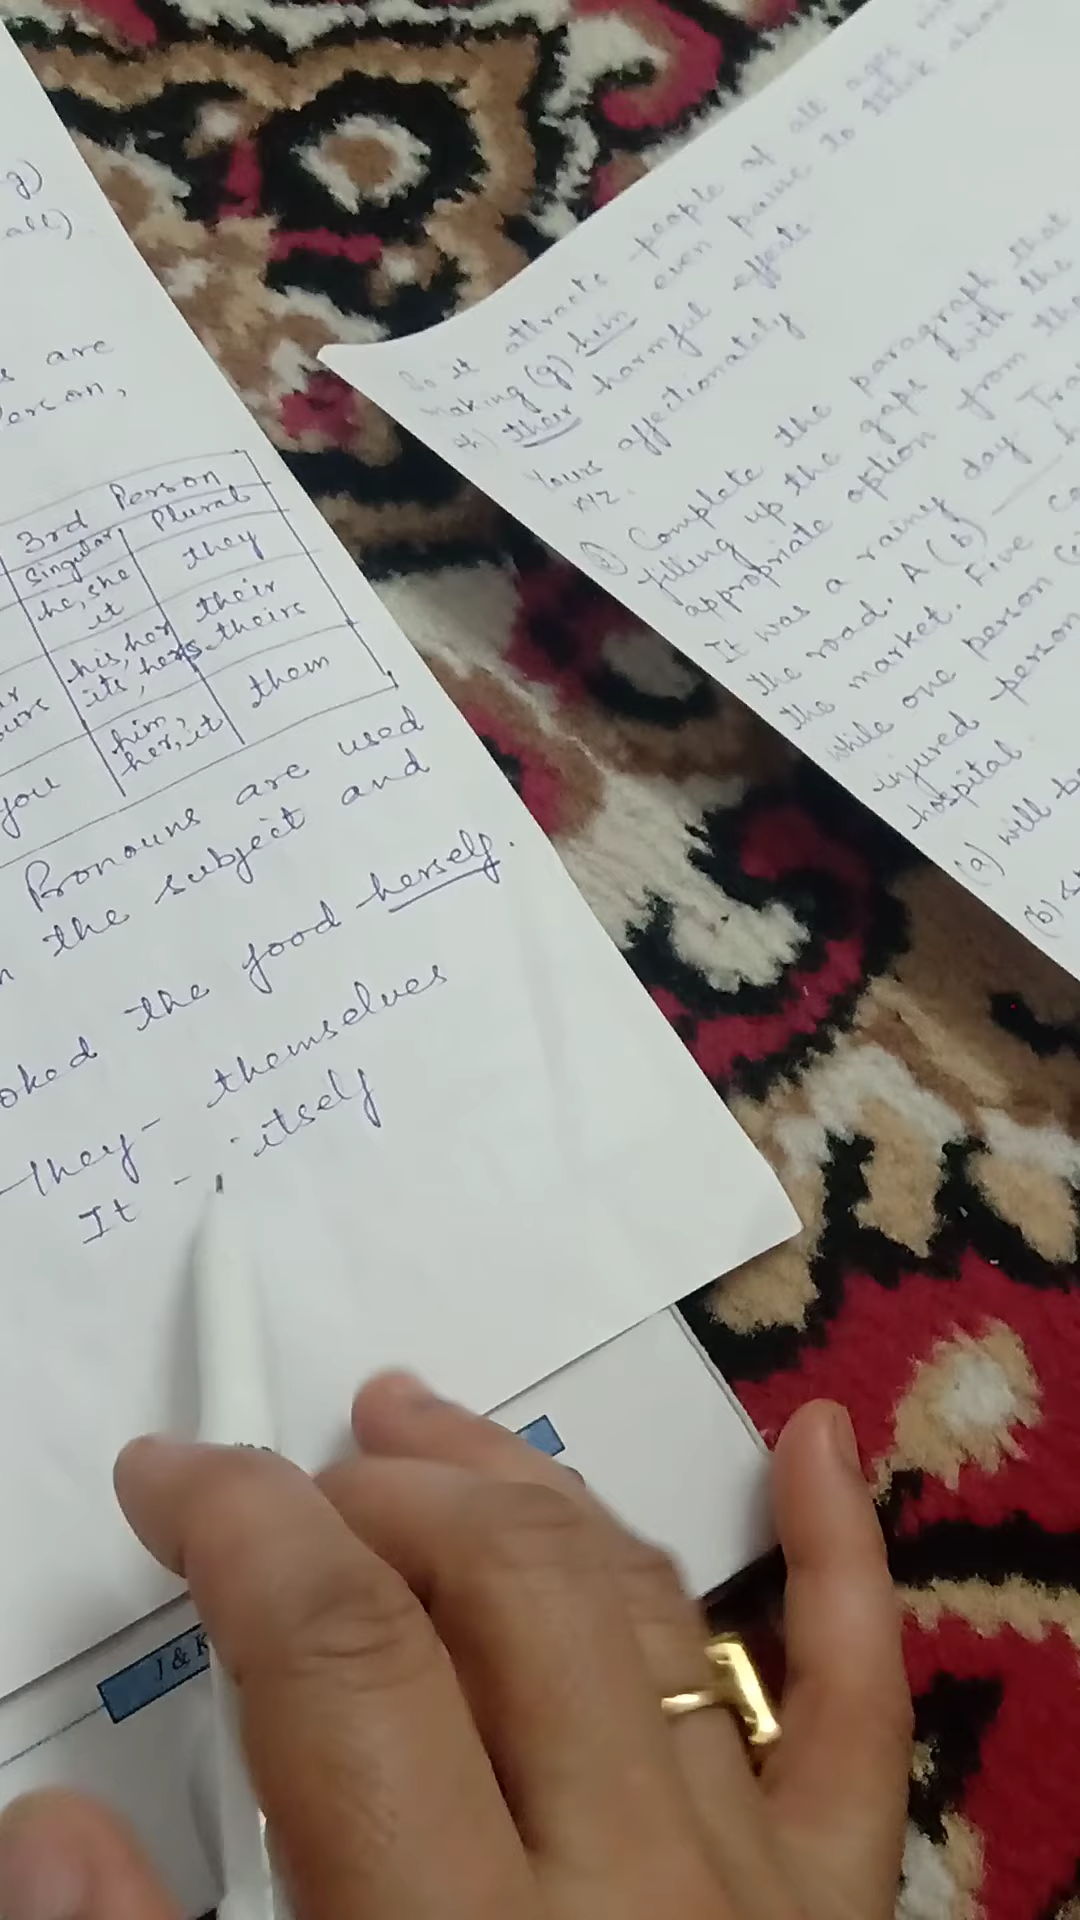 g)
all)
s are
Person,
3rd Person
Singular Plural
he, she it they
his, her their
its, hers theirs
him, them
her, it
ours
you
Pronouns are used
the subject and
oked the food herself.
they - themselves
It - itself
J & K
So it attracts people of all age
making (g) him even pause to think
(h) their harmful effects.
Yours affectionately
XYZ.
Complete the paragraph that
filling up the gaps with the
appropriate option from the
It was a rainy day
the road. A (b) ___
the market. Five
while one person
injured person
hospital.
(a) will be
(b)